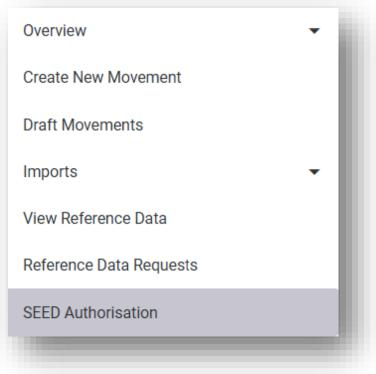 Overview
Create New Movement
Draft Movements
Imports
View Reference Data
Reference Data Requests
SEED Authorisation